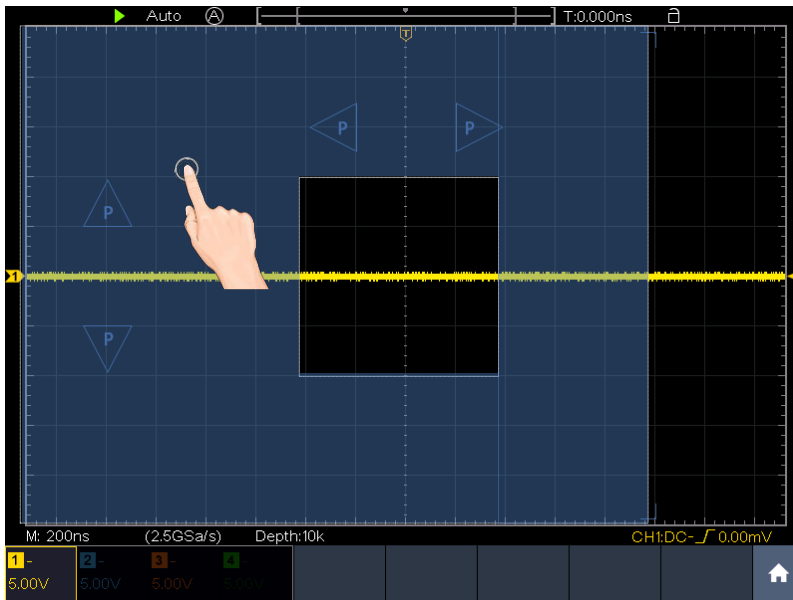 Auto A T:0.000ns
T
P P
P
1
P
M: 200ns (2.5GSa/s) Depth:10k CH1:DC- 0.00mV
1 - 2 - 3 - 4 -
5.00V 5.00V 5.00V 5.00V